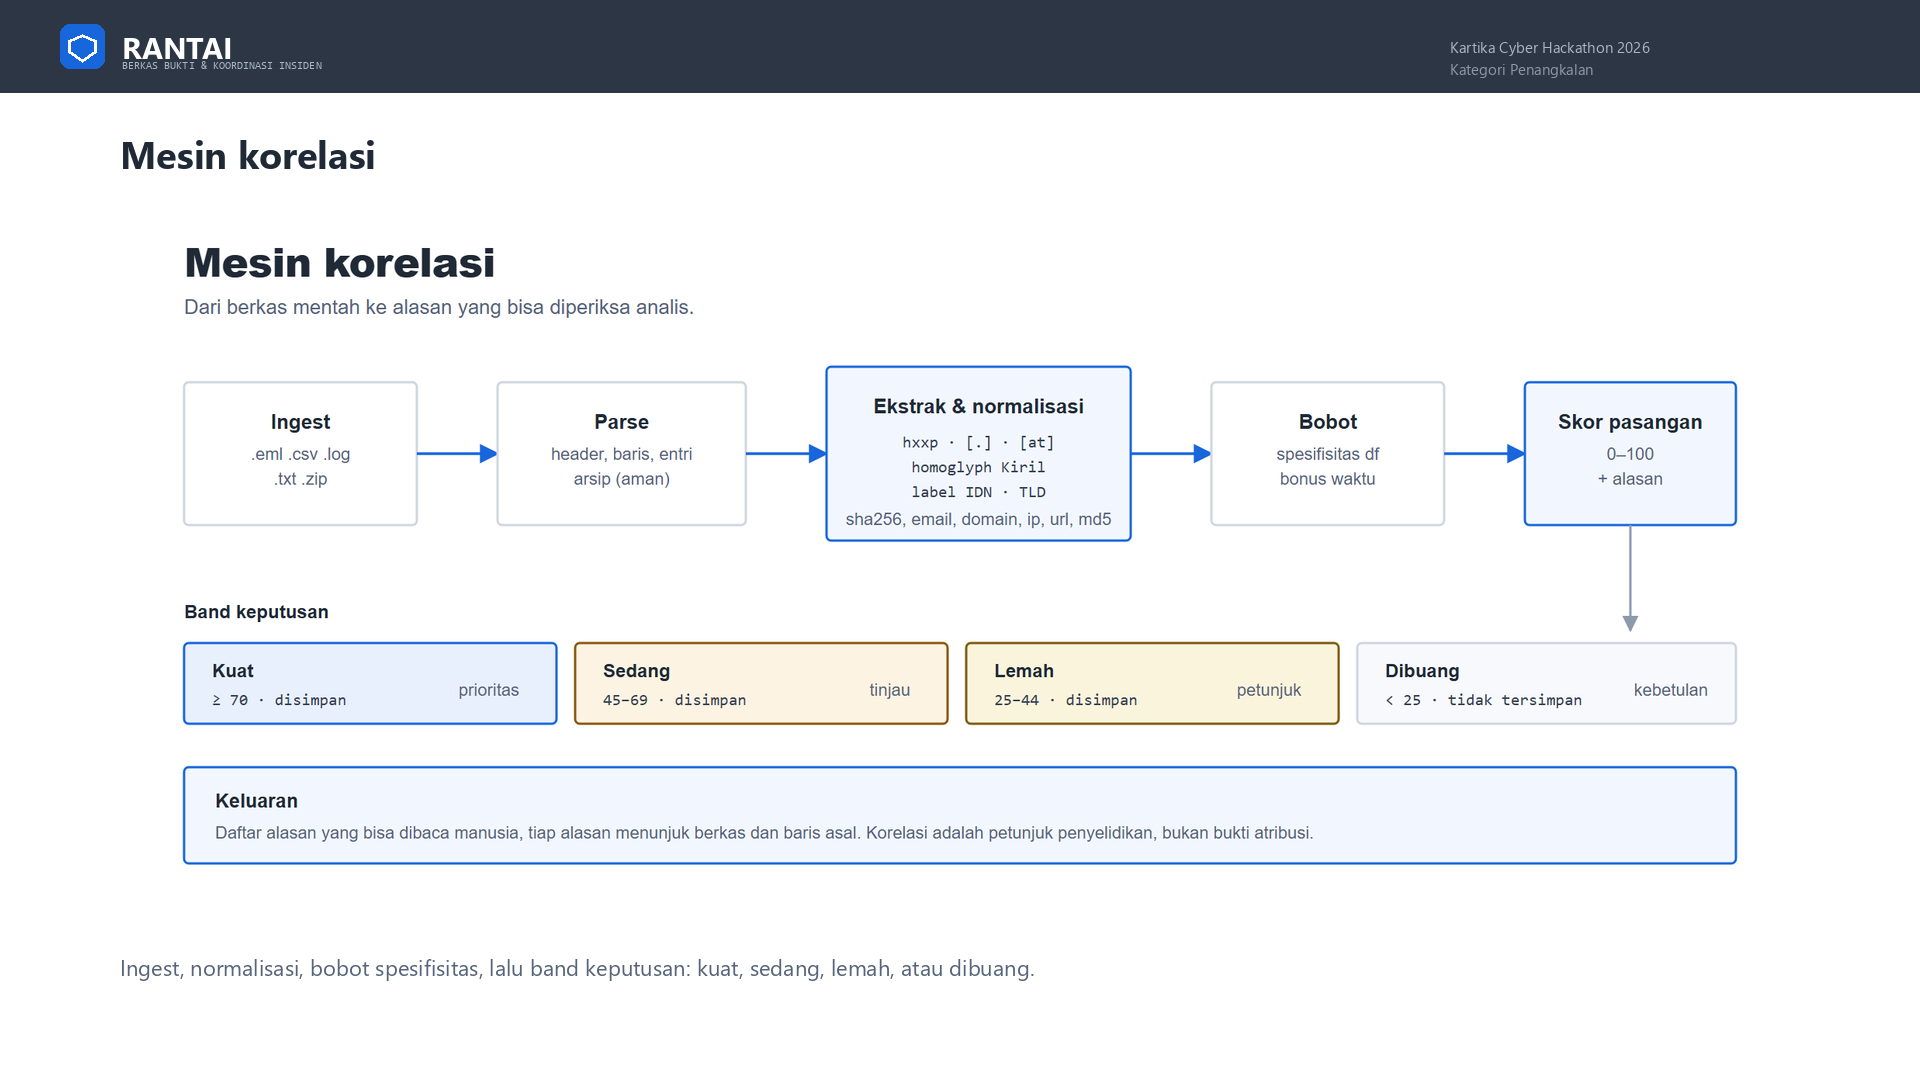 RANTAI
BERKAS BUKTI & KOORDINASI INSIDEN
Kartika Cyber Hackathon 2026
Kategori Penangkalan
Mesin korelasi
Mesin korelasi
Dari berkas mentah ke alasan yang bisa diperiksa analis.
Ingest
.eml .csv .log
.txt .zip
Parse
header, baris, entri
arsip (aman)
Ekstrak & normalisasi
hxxp · [.] · [at]
homoglyph Kiril
label IDN · TLD
sha256, email, domain, ip, url, md5
Bobot
spesifisitas df
bonus waktu
Skor pasangan
0–100
+ alasan
Band keputusan
Kuat
≥ 70 · disimpan
prioritas
Sedang
45–69 · disimpan
tinjau
Lemah
25–44 · disimpan
petunjuk
Dibuang
< 25 · tidak tersimpan
kebetulan
Keluaran
Daftar alasan yang bisa dibaca manusia, tiap alasan menunjuk berkas dan baris asal. Korelasi adalah petunjuk penyelidikan, bukan bukti atribusi.
Ingest, normalisasi, bobot spesifisitas, lalu band keputusan: kuat, sedang, lemah, atau dibuang.